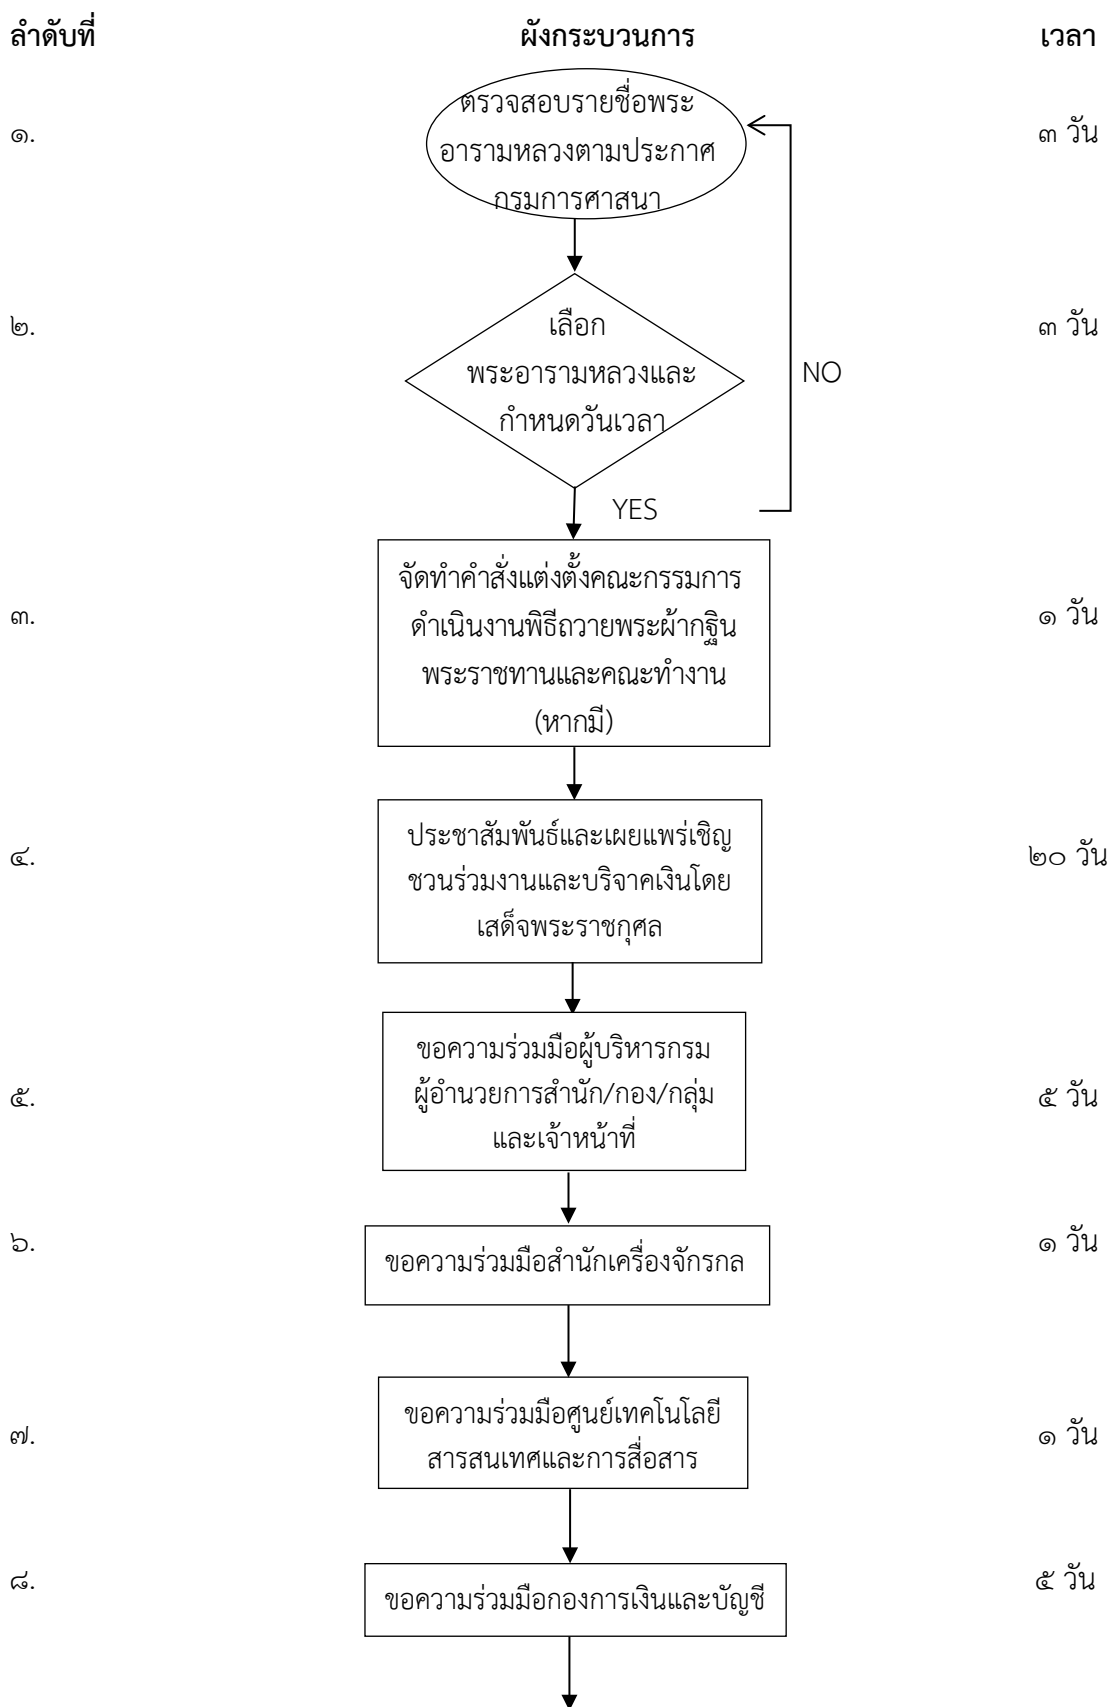 ลำดับที่ ผังกระบวนการ เวลา
ตรวจสอบรายชื่อพระ
๑. อารามหลวงตามประกาศ ๓ วัน
กรมการศาสนา
๒. เลือก ๓ วัน
พระอารามหลวงและ NO
กำหนดวันเวลา
YES
จัดทำคำสั่งแต่งตั้งคณะกรรมการ
๓. ดำเนินงานพิธีถวายพระผ้ากฐิน ๑ วัน
พระราชทานและคณะทำงาน
(หากมี)
ประชาสัมพันธ์และเผยแพร่เชิญ
๔. ชวนร่วมงานและบริจาคเงินโดย ๒๐ วัน
เสด็จพระราชกุศล
ขอความร่วมมือผู้บริหารกรม
๕. ผู้อำนวยการสำนัก/กอง/กลุ่ม ๕ วัน
และเจ้าหน้าที่
๖. ขอความร่วมมือสำนักเครื่องจักรกล ๑ วัน
ขอความร่วมมือศูนย์เทคโนโลยี
๗. สารสนเทศและการสื่อสาร ๑ วัน
๘. ขอความร่วมมือกองการเงินและบัญชี ๕ วัน